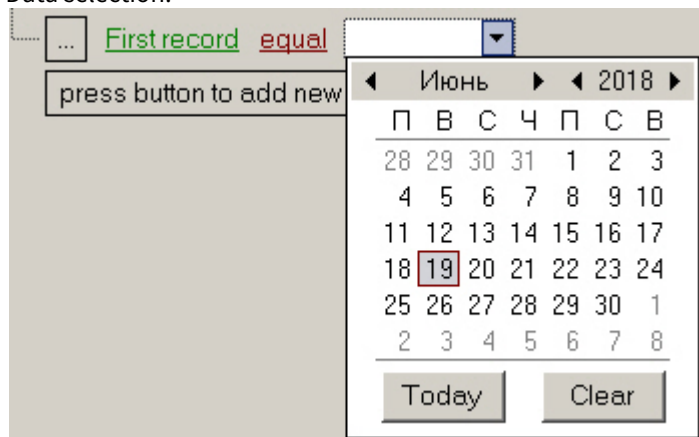 Data selection:
... First record equal
press button to add new
Июнь 2018
П В С Ч П С В
28 29 30 31 1 2 3
4 5 6 7 8 9 10
11 12 13 14 15 16 17
18 19 20 21 22 23 24
25 26 27 28 29 30 1
2 3 4 5 6 7 8
Today Clear